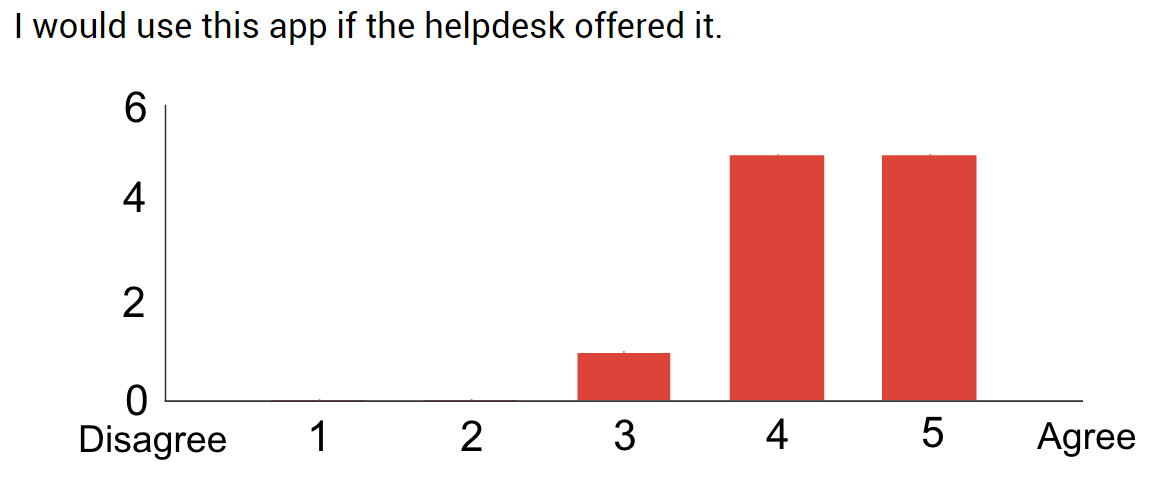 I would use this app if the helpdesk offered it.
6
4
2
0
Disagree 1 2 3 4 5 Agree